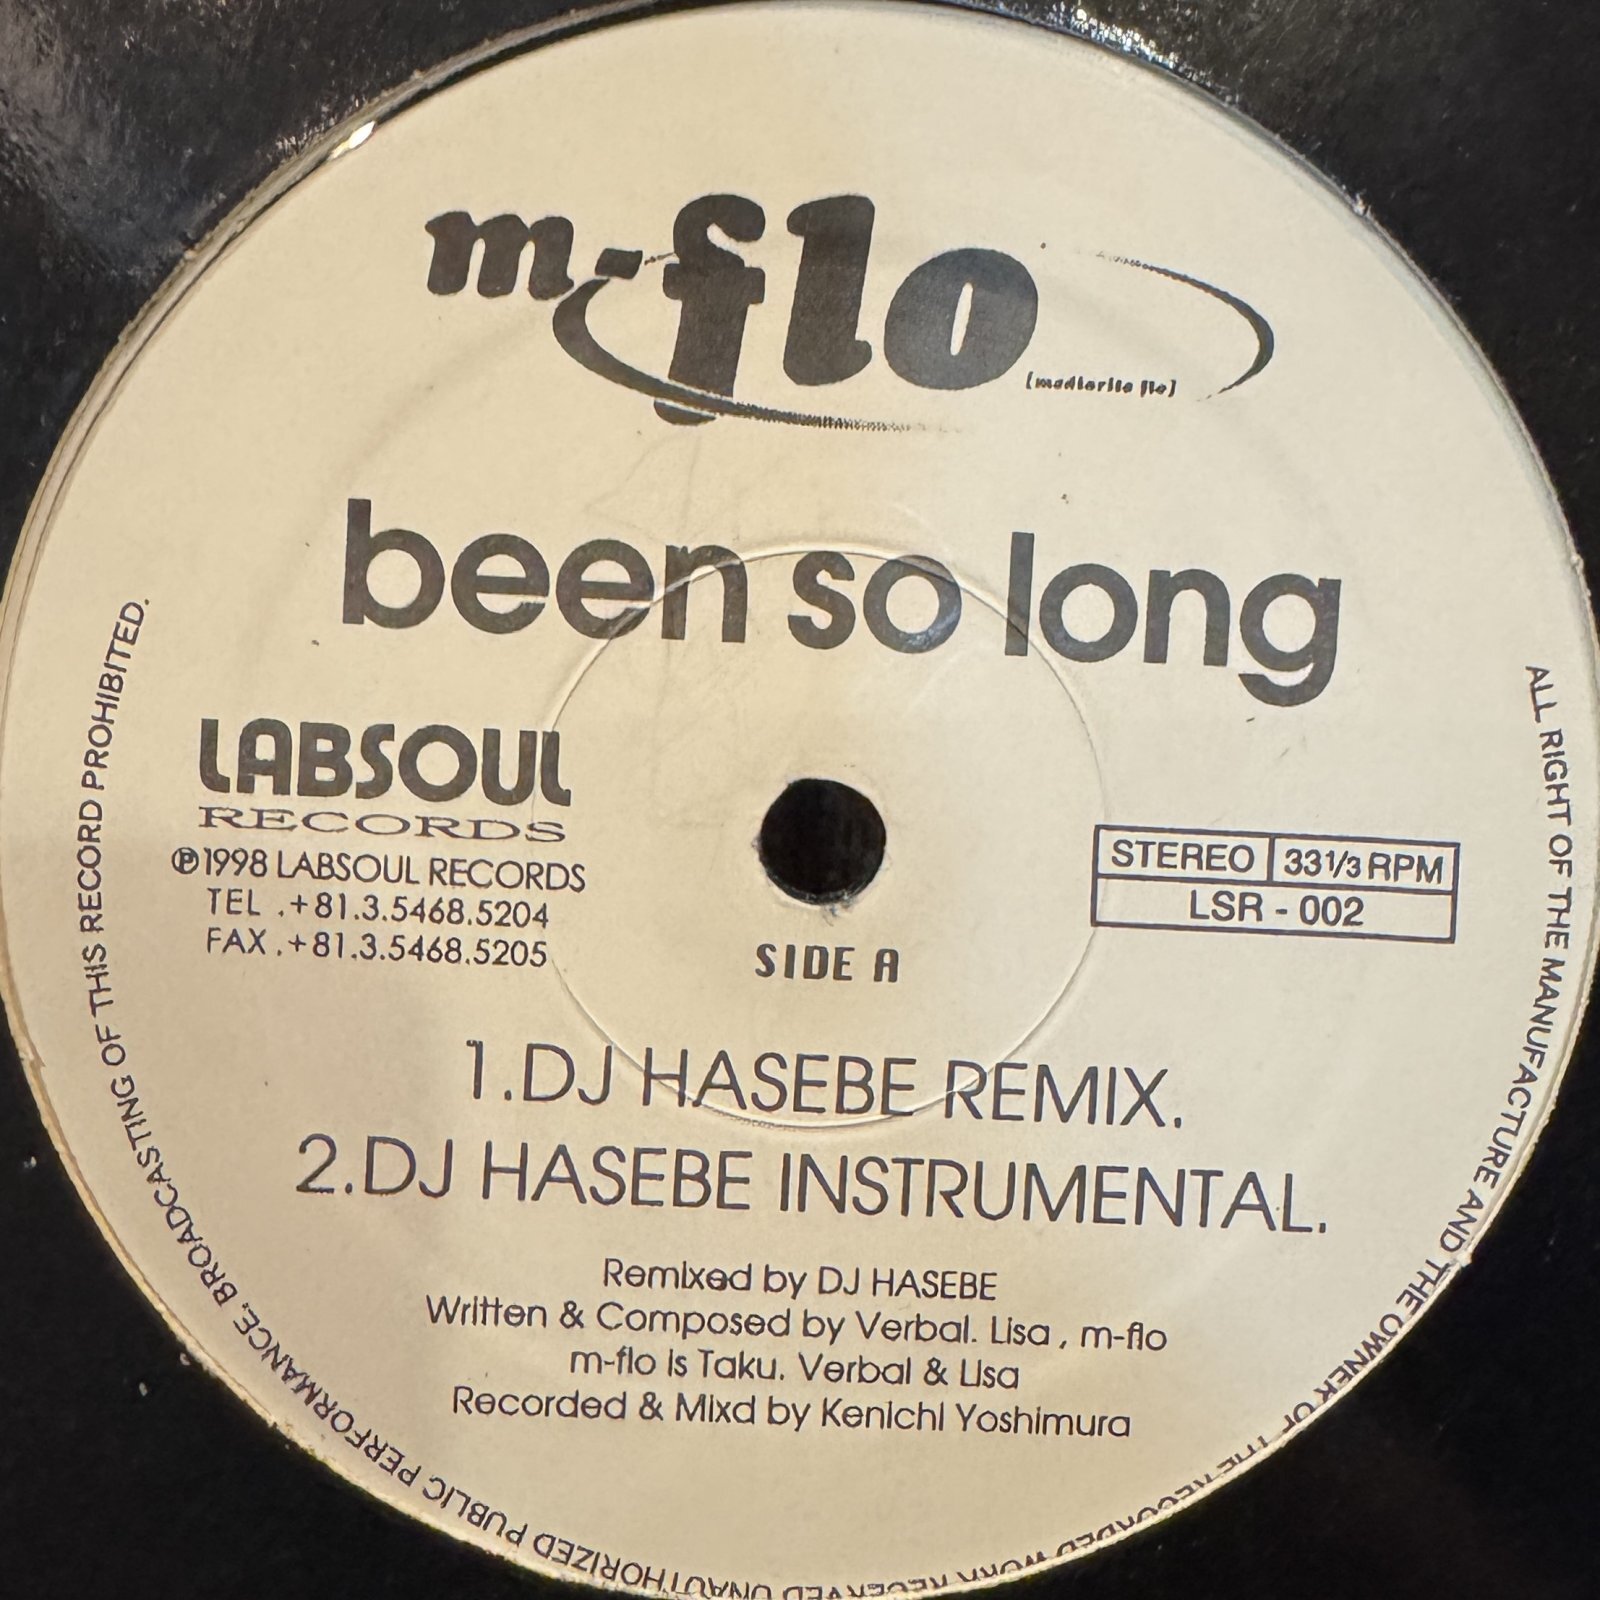 m-flo
[mediarite flo]
been so long
LABSOUL
RECORDS
℗1998 LABSOUL RECORDS
TEL .+81.3.5468.5204
FAX .+81.3.5468.5205
STEREO 33 1/3 RPM
LSR - 002
SIDE A
1.DJ HASEBE REMIX.
2.DJ HASEBE INSTRUMENTAL.
Remixed by DJ HASEBE
Written & Composed by Verbal. Lisa , m-flo
m-flo is Taku. Verbal & Lisa
Recorded & Mixd by Kenichi Yoshimura
ALL RIGHT OF THE MANUFACTURE AND THE OWNER OF THE RECORDED WORK RESERVED UNAUTHORIZED PUBLIC PERFORMANCE. BROADCASTING OF THIS RECORD PROHIBITED.